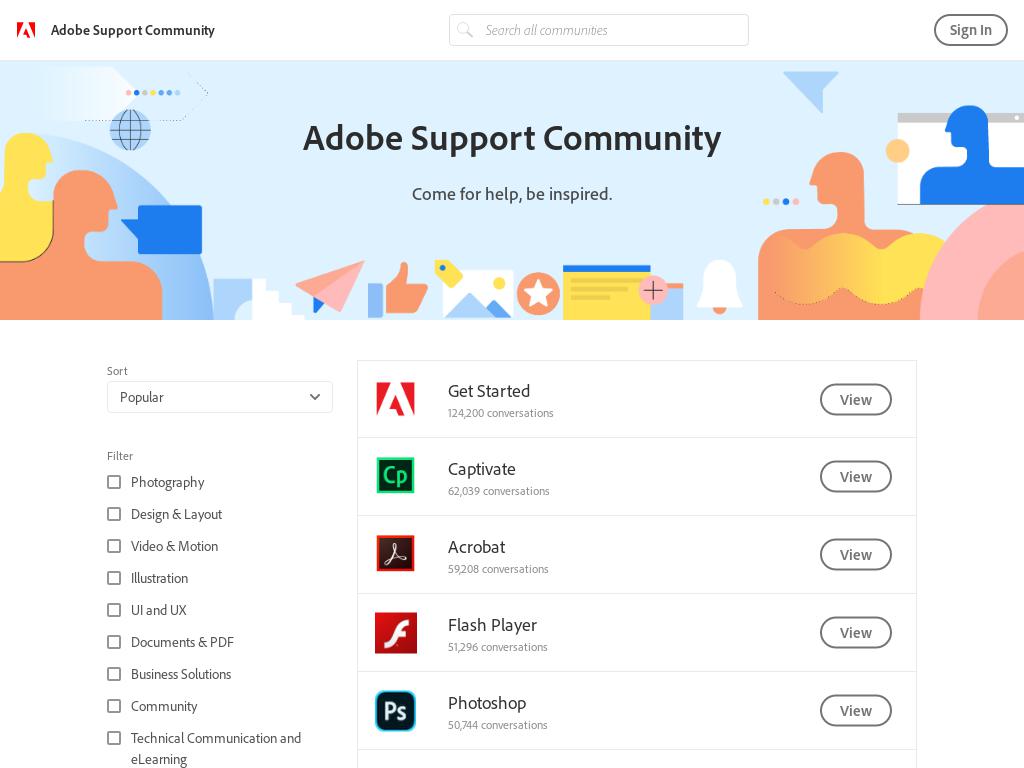 Adobe Support Community
Search all communities
Sign In
Adobe Support Community
Come for help, be inspired.
Sort
Popular
Filter
Photography
Design & Layout
Video & Motion
Illustration
UI and UX
Documents & PDF
Business Solutions
Community
Technical Communication and
eLearning
Get Started
124,200 conversations
View
Cp
Captivate
62,039 conversations
View
Acrobat
59,208 conversations
View
Flash Player
51,296 conversations
View
Ps
Photoshop
50,744 conversations
View